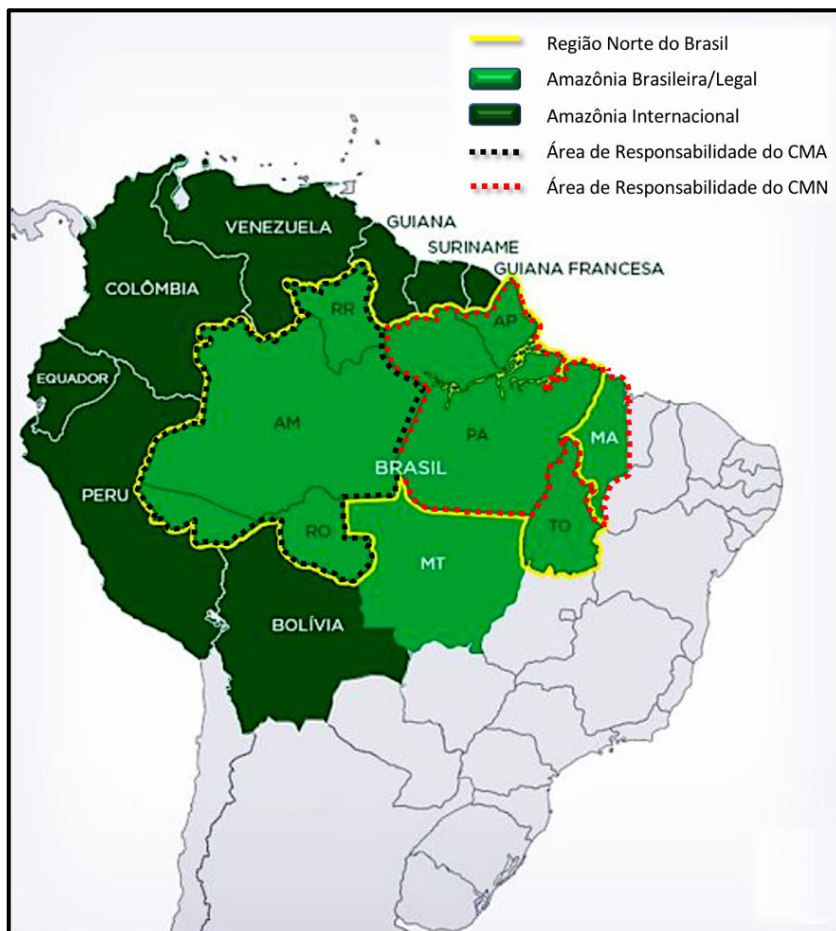 Região Norte do Brasil
Amazônia Brasileira/Legal
Amazônia Internacional
Área de Responsabilidade do CMA
Área de Responsabilidade do CMN
VENEZUELA
GUIANA
SURINAME
GUIANA FRANCESA
COLÔMBIA
RR
AP
EQUADOR
AM
PA
MA
BRASIL
PERU
RO
TO
MT
BOLÍVIA